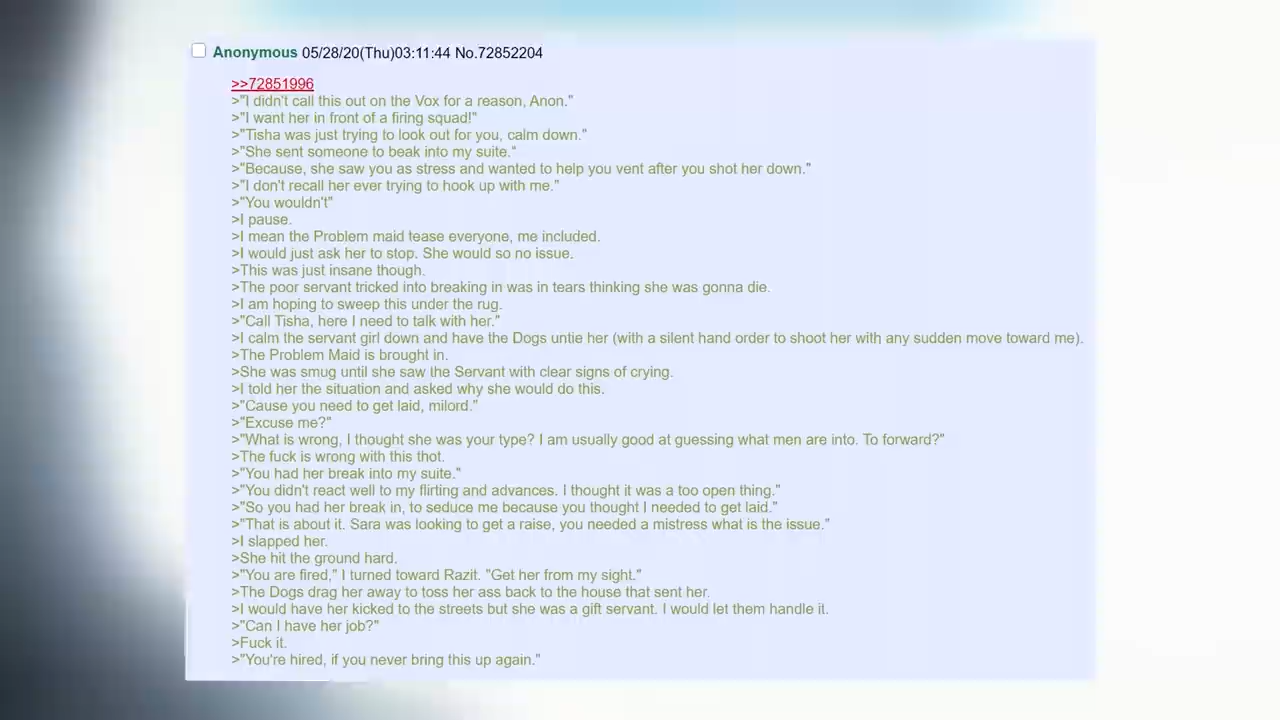 Anonymous 05/28/20(Thu)03:11:44 No.72852204
>>72851996
>"I didn't call this out on the Vox for a reason, Anon."
>"I want her in front of a firing squad!"
>"Tisha was just trying to look out for you, calm down."
>"She sent someone to beak into my suite."
>"Because, she saw you as stress and wanted to help you vent after you shot her down."
>"I don't recall her ever trying to hook up with me."
>"You wouldn't"
>I pause.
>I mean the Problem maid tease everyone, me included.
>I would just ask her to stop. She would so no issue.
>This was just insane though.
>The poor servant tricked into breaking in was in tears thinking she was gonna die.
>I am hoping to sweep this under the rug.
>"Call Tisha, here I need to talk with her."
>I calm the servant girl down and have the Dogs untie her (with a silent hand order to shoot her with any sudden move toward me).
>The Problem Maid is brought in.
>She was smug until she saw the Servant with clear signs of crying.
>I told her the situation and asked why she would do this.
>"Cause you need to get laid, milord."
>"Excuse me?"
>"What is wrong, I thought she was your type? I am usually good at guessing what men are into. To forward?"
>The fuck is wrong with this thot.
>"You had her break into my suite."
>"You didn't react well to my flirting and advances. I thought it was a too open thing."
>"So you had her break in, to seduce me because you thought I needed to get laid."
>"That is about it. Sara was looking to get a raise, you needed a mistress what is the issue."
>I slapped her.
>She hit the ground hard.
>"You are fired," I turned toward Razit. "Get her from my sight."
>The Dogs drag her away to toss her ass back to the house that sent her.
>I would have her kicked to the streets but she was a gift servant. I would let them handle it.
>"Can I have her job?"
>Fuck it.
>"You're hired, if you never bring this up again."